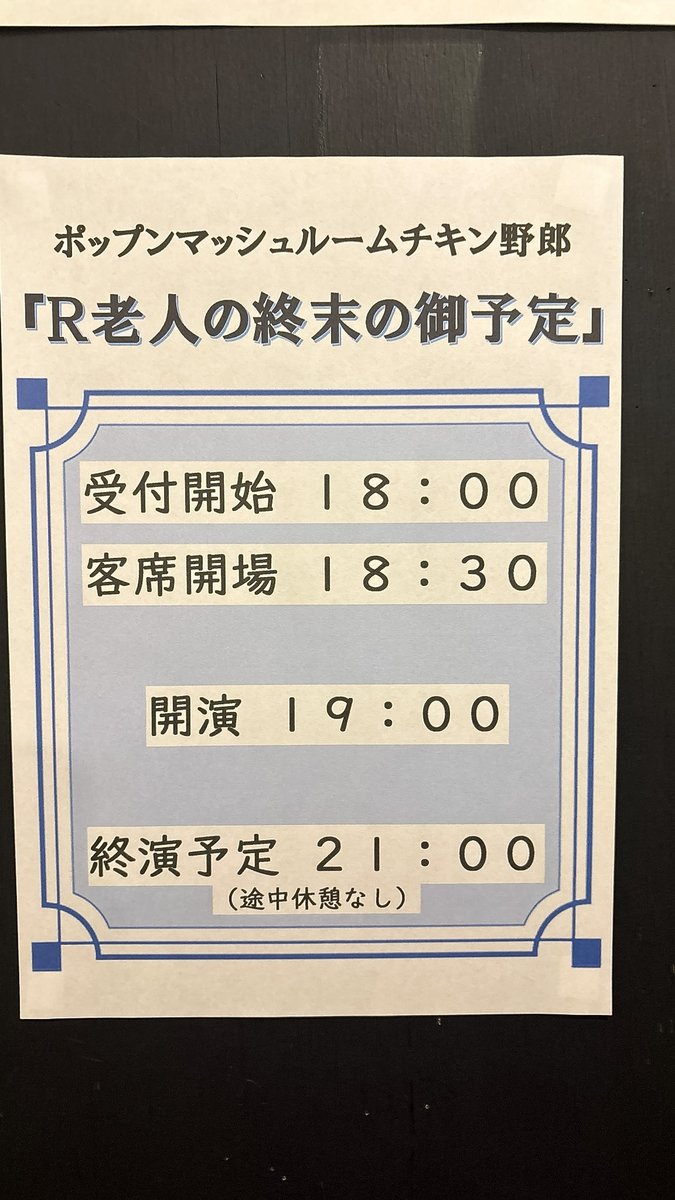 ポップンマッシュルームチキン野郎
『R老人の終末の御予定』
受付開始 18:00
客席開場 18:30
開演 19:00
終演予定 21:00
(途中休憩なし)